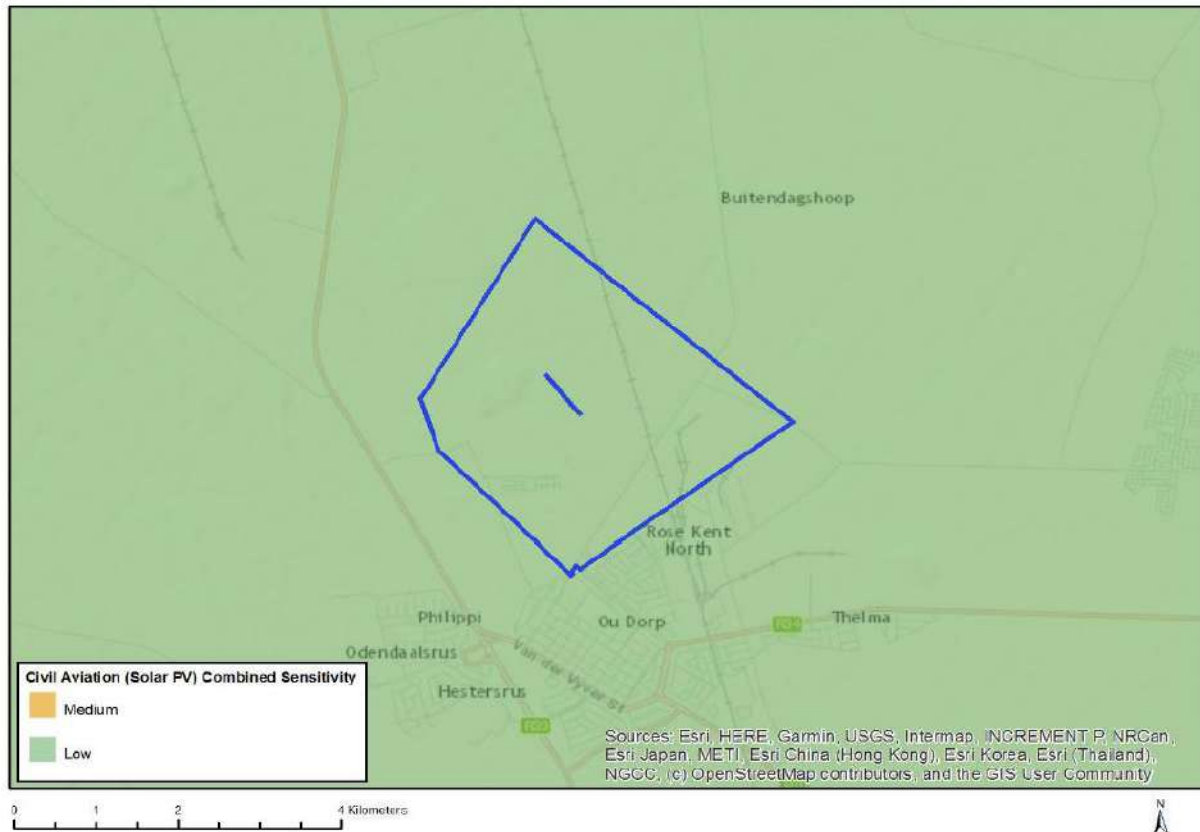 Buitendagshoop
Rose Kent
North
Philippi
Ou Dorp
Thelma
Odendaalsrus
Van der Vyver St
Hestersrus
Civil Aviation (Solar PV) Combined Sensitivity
Medium
Low
Sources: Esri, HERE, Garmin, USGS, Intermap, INCREMENT P, NRCan,
Esri Japan, METI, Esri China (Hong Kong), Esri Korea, Esri (Thailand),
NGCC, (c) OpenStreetMap contributors, and the GIS User Community
0 1 2 4 Kilometers
N